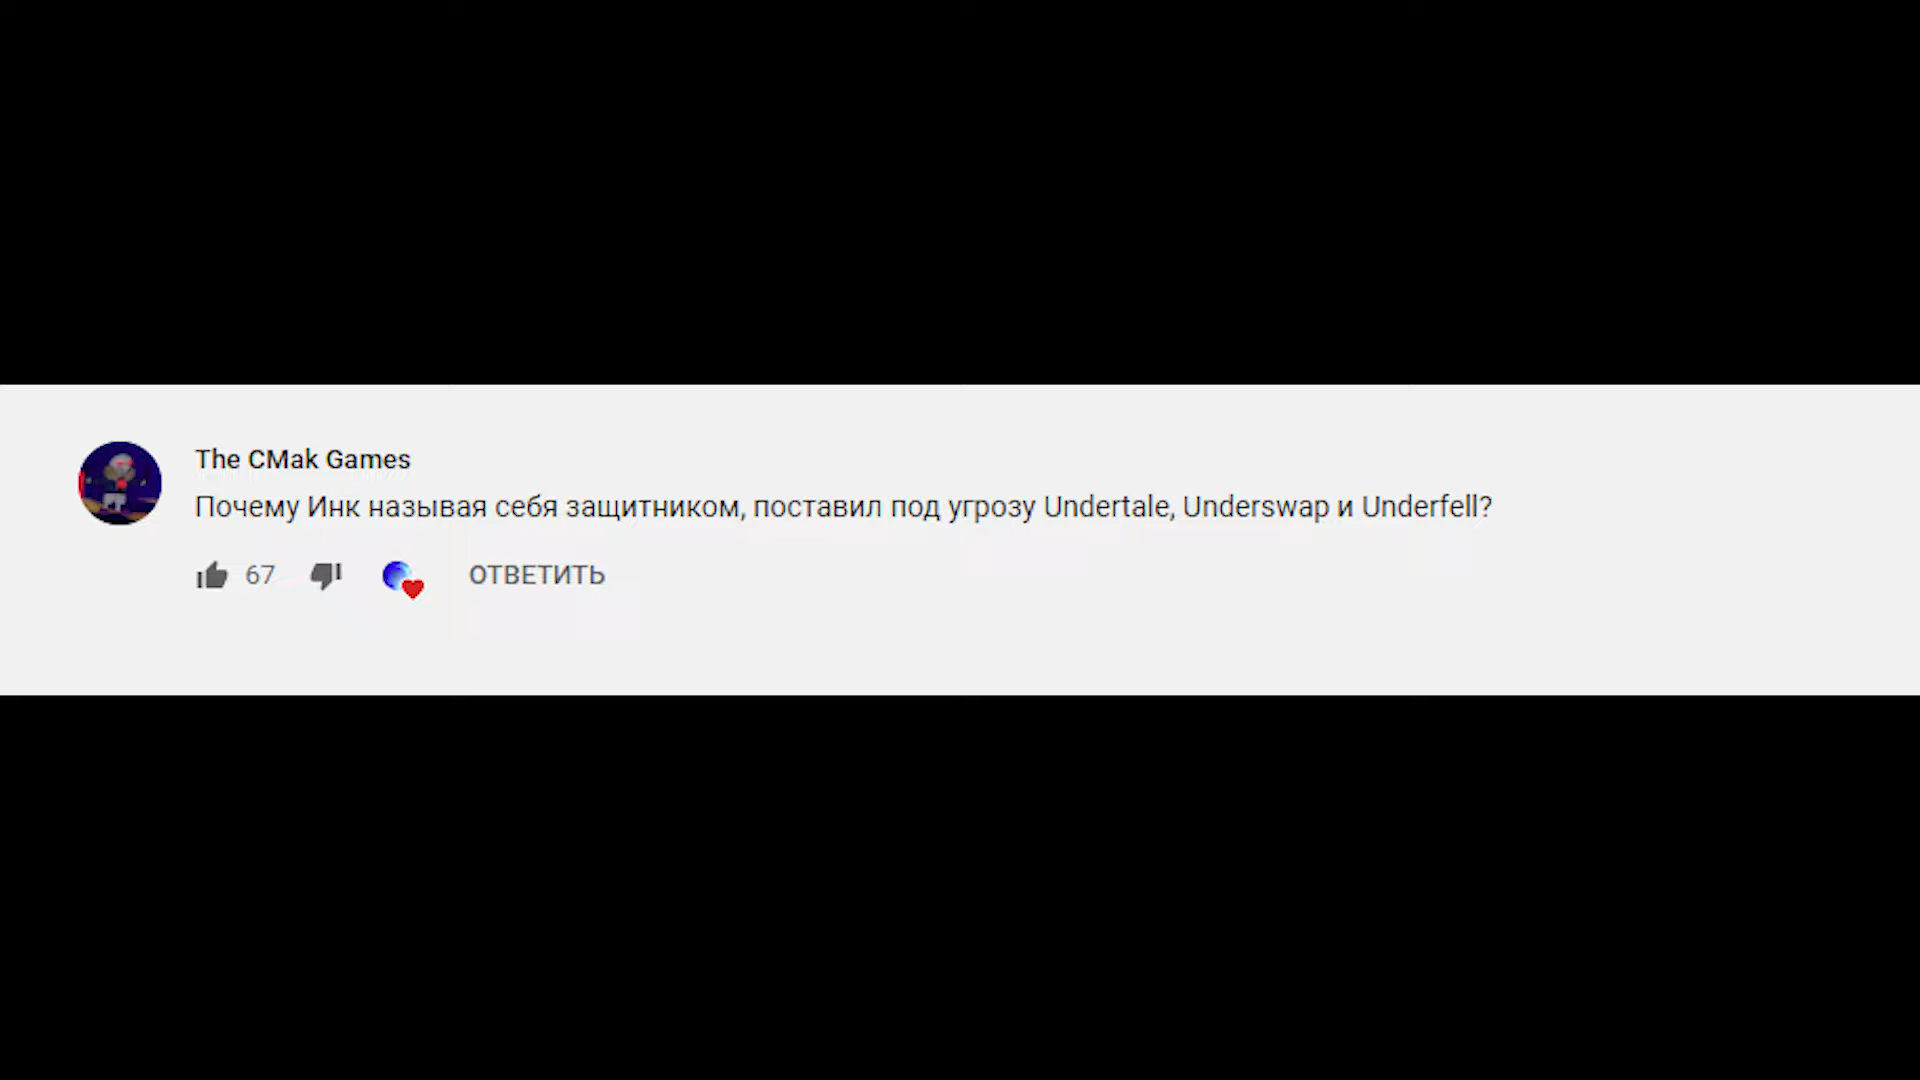 The CMak Games
Почему Инк называя себя защитником, поставил под угрозу Undertale, Underswap и Underfell?
67 ОТВЕТИТЬ